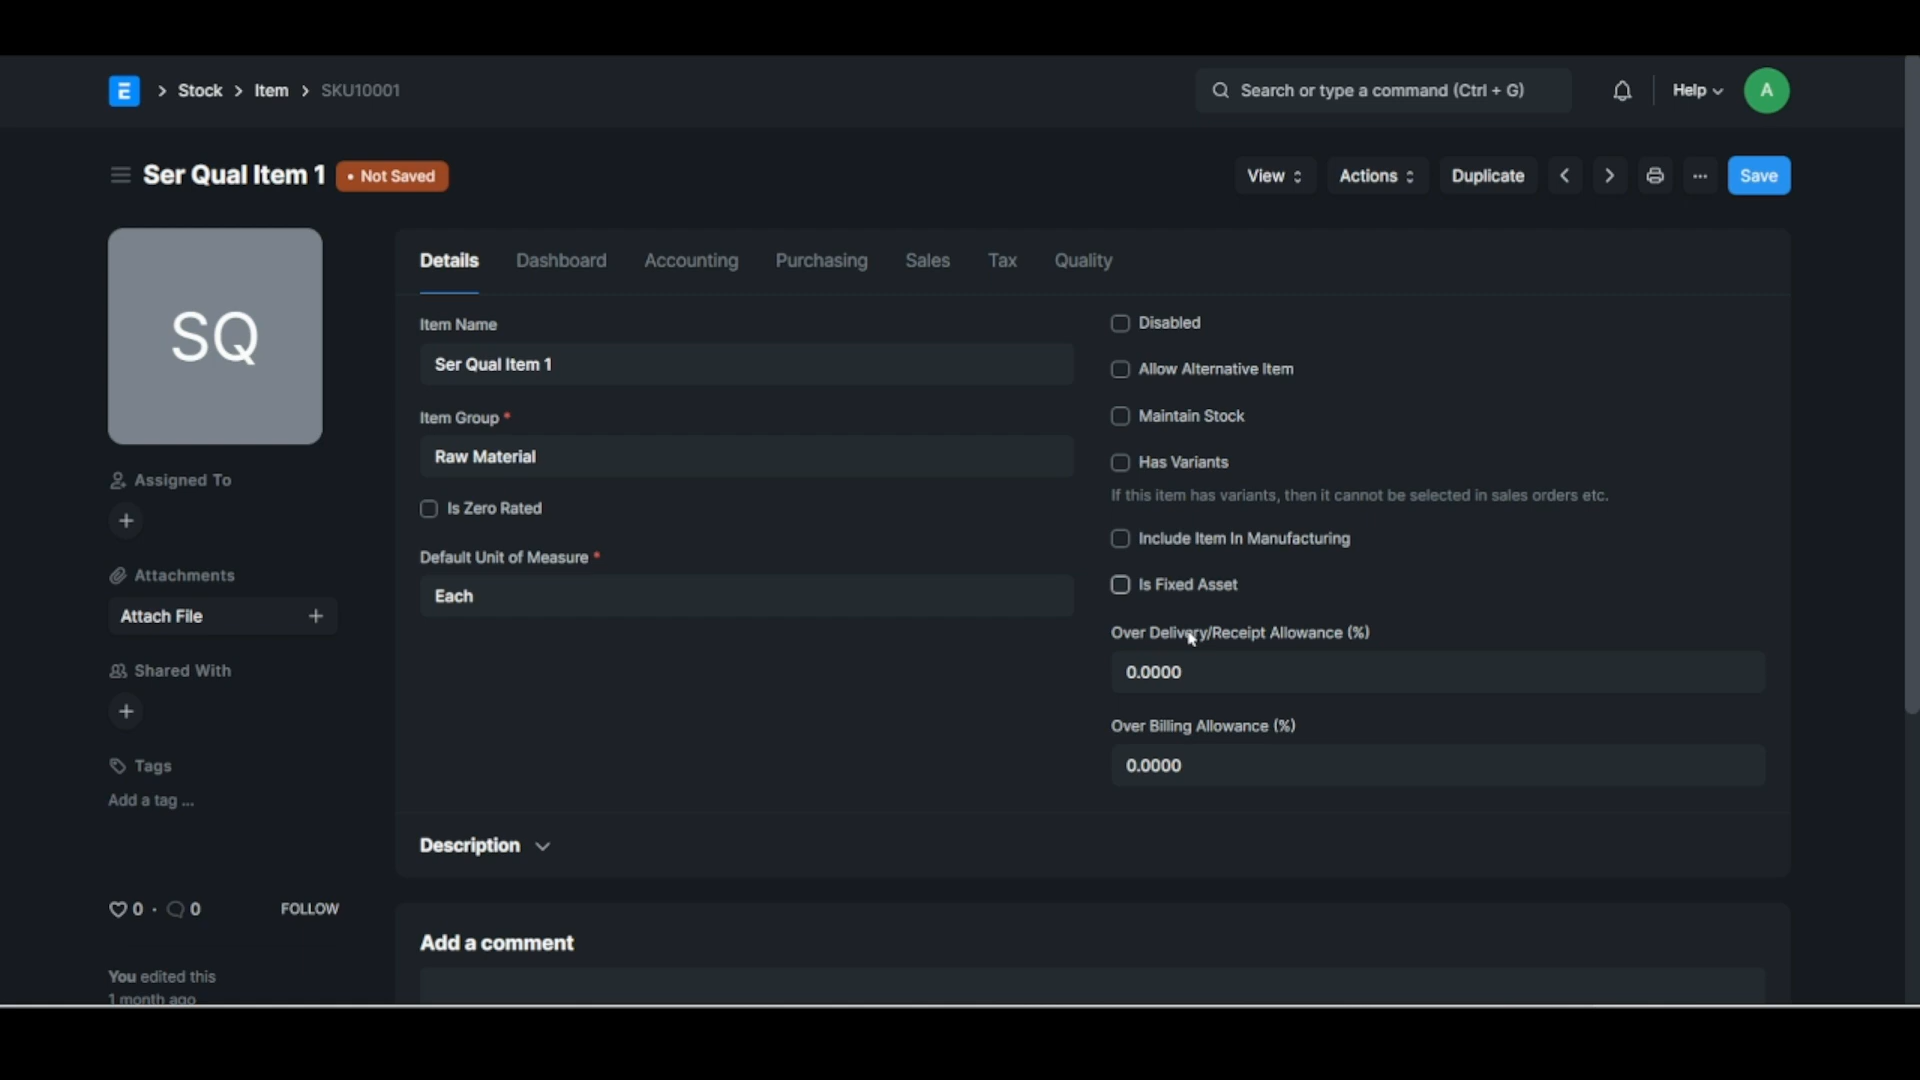 E > Stock > Item > SKU10001
Search or type a command (Ctrl + G)
Help
A
Ser Qual Item 1
• Not Saved
View
Actions
Duplicate
...
Save
SQ
Assigned To
+
Attachments
Attach File +
Shared With
+
Tags
Add a tag ...
0 · 0
FOLLOW
You edited this
1 month ago
Details Dashboard Accounting Purchasing Sales Tax Quality
Item Name
Ser Qual Item 1
Item Group *
Raw Material
Is Zero Rated
Default Unit of Measure *
Each
Disabled
Allow Alternative Item
Maintain Stock
Has Variants
If this item has variants, then it cannot be selected in sales orders etc.
Include Item In Manufacturing
Is Fixed Asset
Over Delivery/Receipt Allowance (%)
0.0000
Over Billing Allowance (%)
0.0000
Description
Add a comment